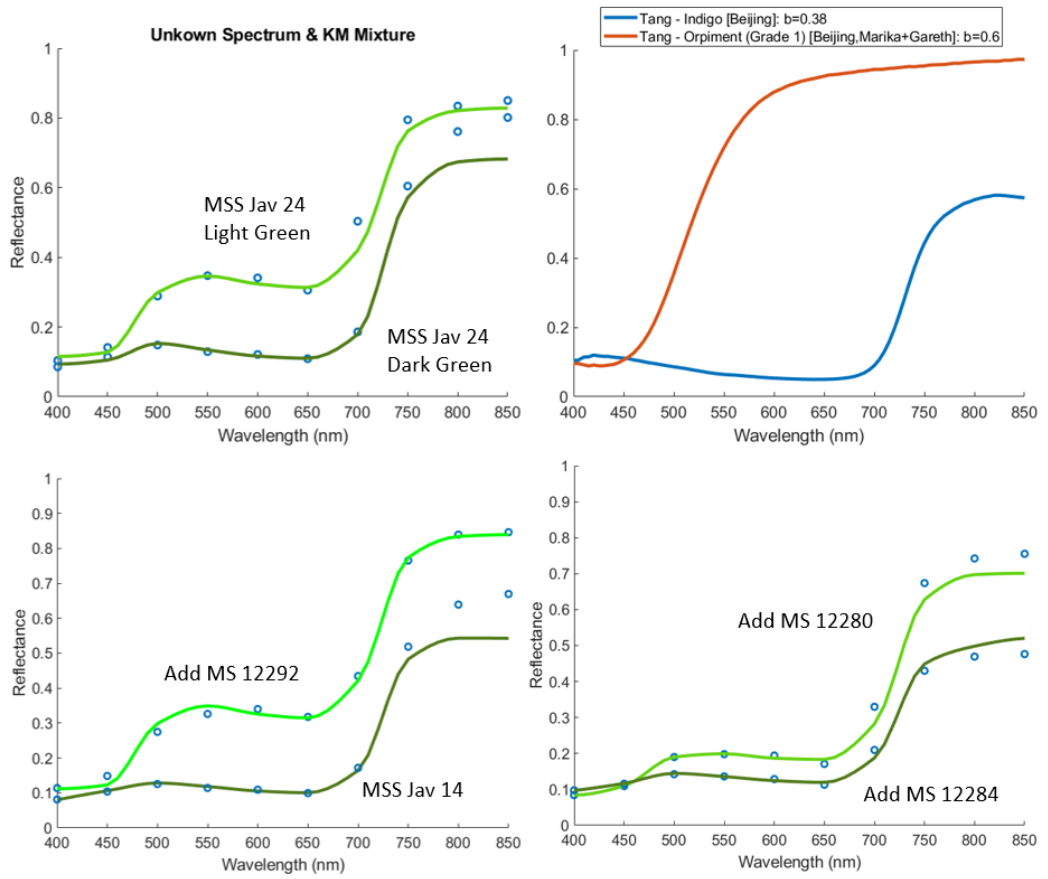 Unkown Spectrum & KM Mixture
1
0.8
0.6
0.4
0.2
0
Reflectance
MSS Jav 24
Light Green
MSS Jav 24
Dark Green
400 450 500 550 600 650 700 750 800 850
Wavelength (nm)
Tang - Indigo [Beijing]: b=0.38
Tang - Orpiment (Grade 1) [Beijing,Marika+Gareth]: b=0.6
1
0.8
0.6
0.4
0.2
0
400 450 500 550 600 650 700 750 800 850
Wavelength (nm)
1
0.9
0.8
0.7
0.6
0.5
0.4
0.3
0.2
0.1
0
Reflectance
Add MS 12292
MSS Jav 14
400 450 500 550 600 650 700 750 800 850
Wavelength (nm)
1
0.9
0.8
0.7
0.6
0.5
0.4
0.3
0.2
0.1
0
Reflectance
Add MS 12280
Add MS 12284
400 450 500 550 600 650 700 750 800 850
Wavelength (nm)